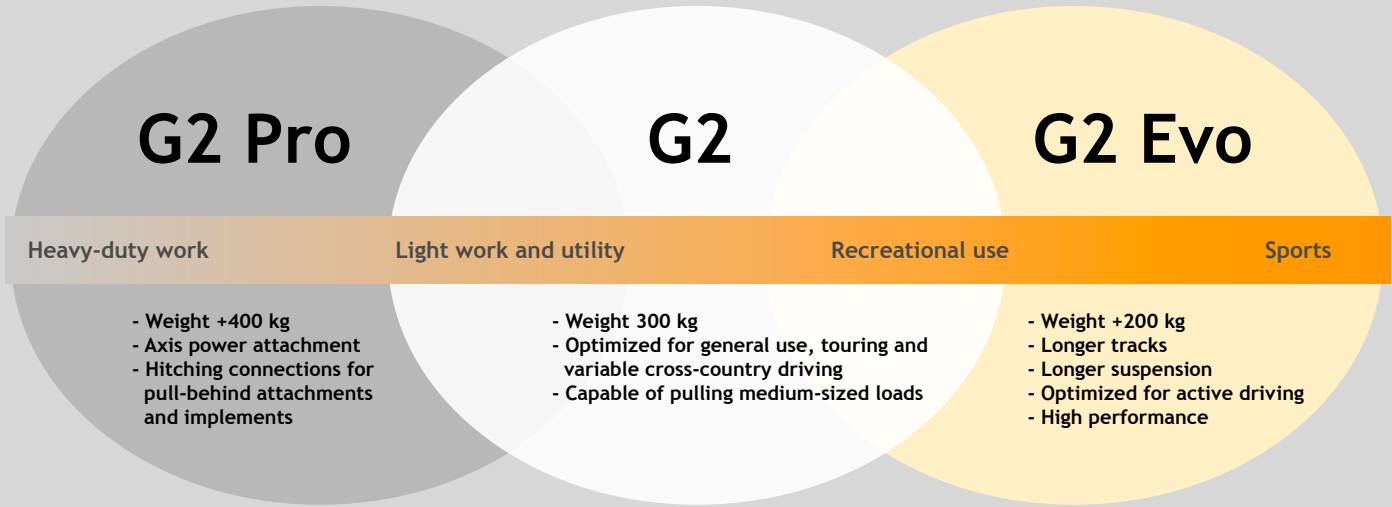 G2 Pro
G2
G2 Evo
Heavy-duty work
Light work and utility
Recreational use
Sports
- Weight +400 kg
- Axis power attachment
- Hitching connections for
pull-behind attachments
and implements
- Weight 300 kg
- Optimized for general use, touring and
variable cross-country driving
- Capable of pulling medium-sized loads
- Weight +200 kg
- Longer tracks
- Longer suspension
- Optimized for active driving
- High performance